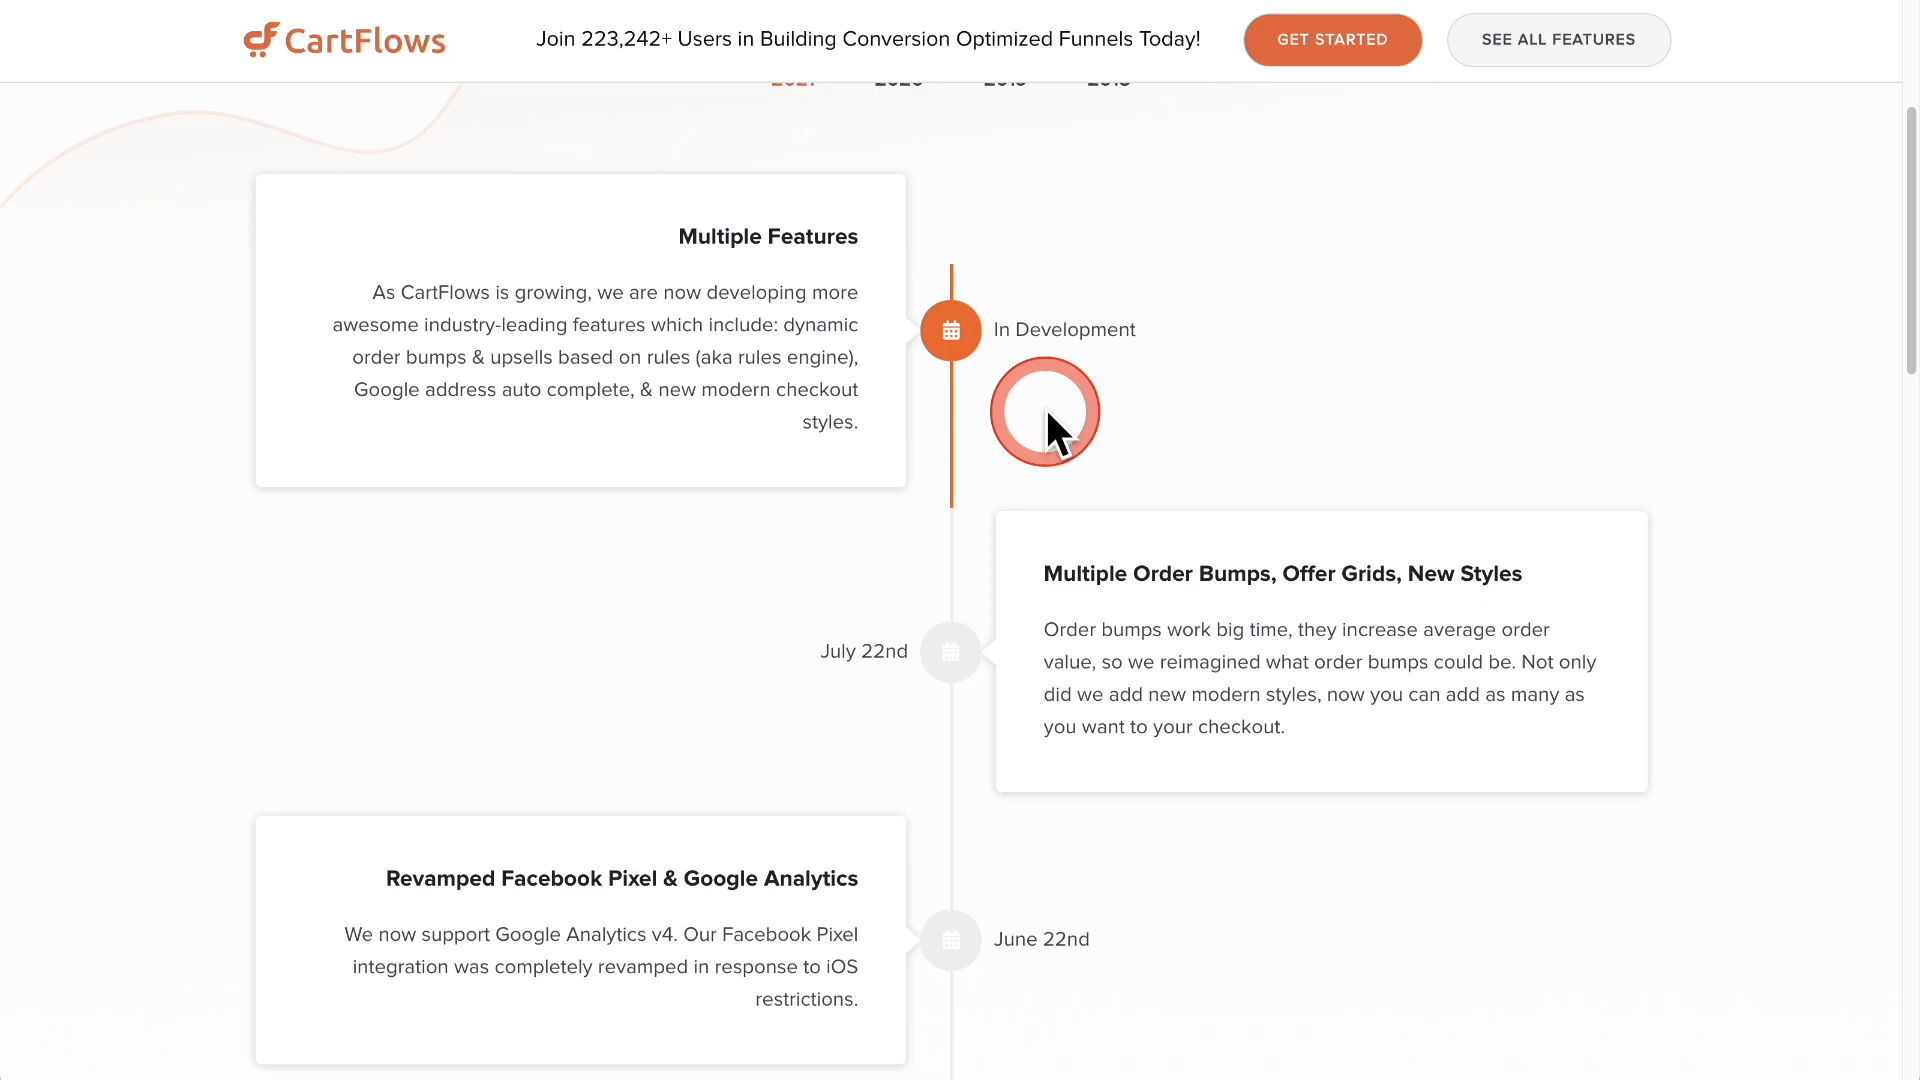 CartFlows
Join 223,242+ Users in Building Conversion Optimized Funnels Today!
GET STARTED
SEE ALL FEATURES
Multiple Features
As CartFlows is growing, we are now developing more
awesome industry-leading features which include: dynamic
order bumps & upsells based on rules (aka rules engine),
Google address auto complete, & new modern checkout
styles.
In Development
Multiple Order Bumps, Offer Grids, New Styles
Order bumps work big time, they increase average order
value, so we reimagined what order bumps could be. Not only
did we add new modern styles, now you can add as many as
you want to your checkout.
July 22nd
Revamped Facebook Pixel & Google Analytics
We now support Google Analytics v4. Our Facebook Pixel
integration was completely revamped in response to iOS
restrictions.
June 22nd